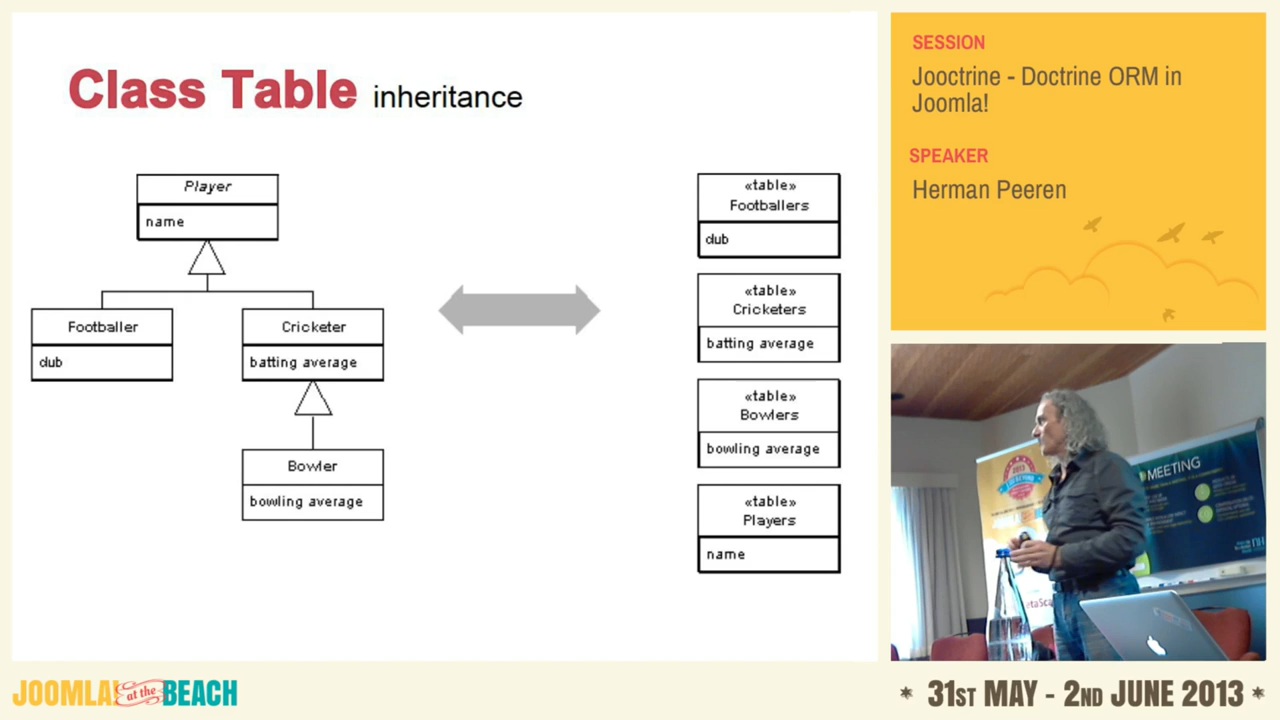 Class Table inheritance
Player
name
Footballer
club
Cricketer
batting average
Bowler
bowling average
«table»
Footballers
club
«table»
Cricketers
batting average
«table»
Bowlers
bowling average
«table»
Players
name
SESSION
Jooctrine - Doctrine ORM in
Joomla!
SPEAKER
Herman Peeren
2013
MEETING
JOOMLA! at the BEACH
* 31ST MAY - 2ND JUNE 2013 *